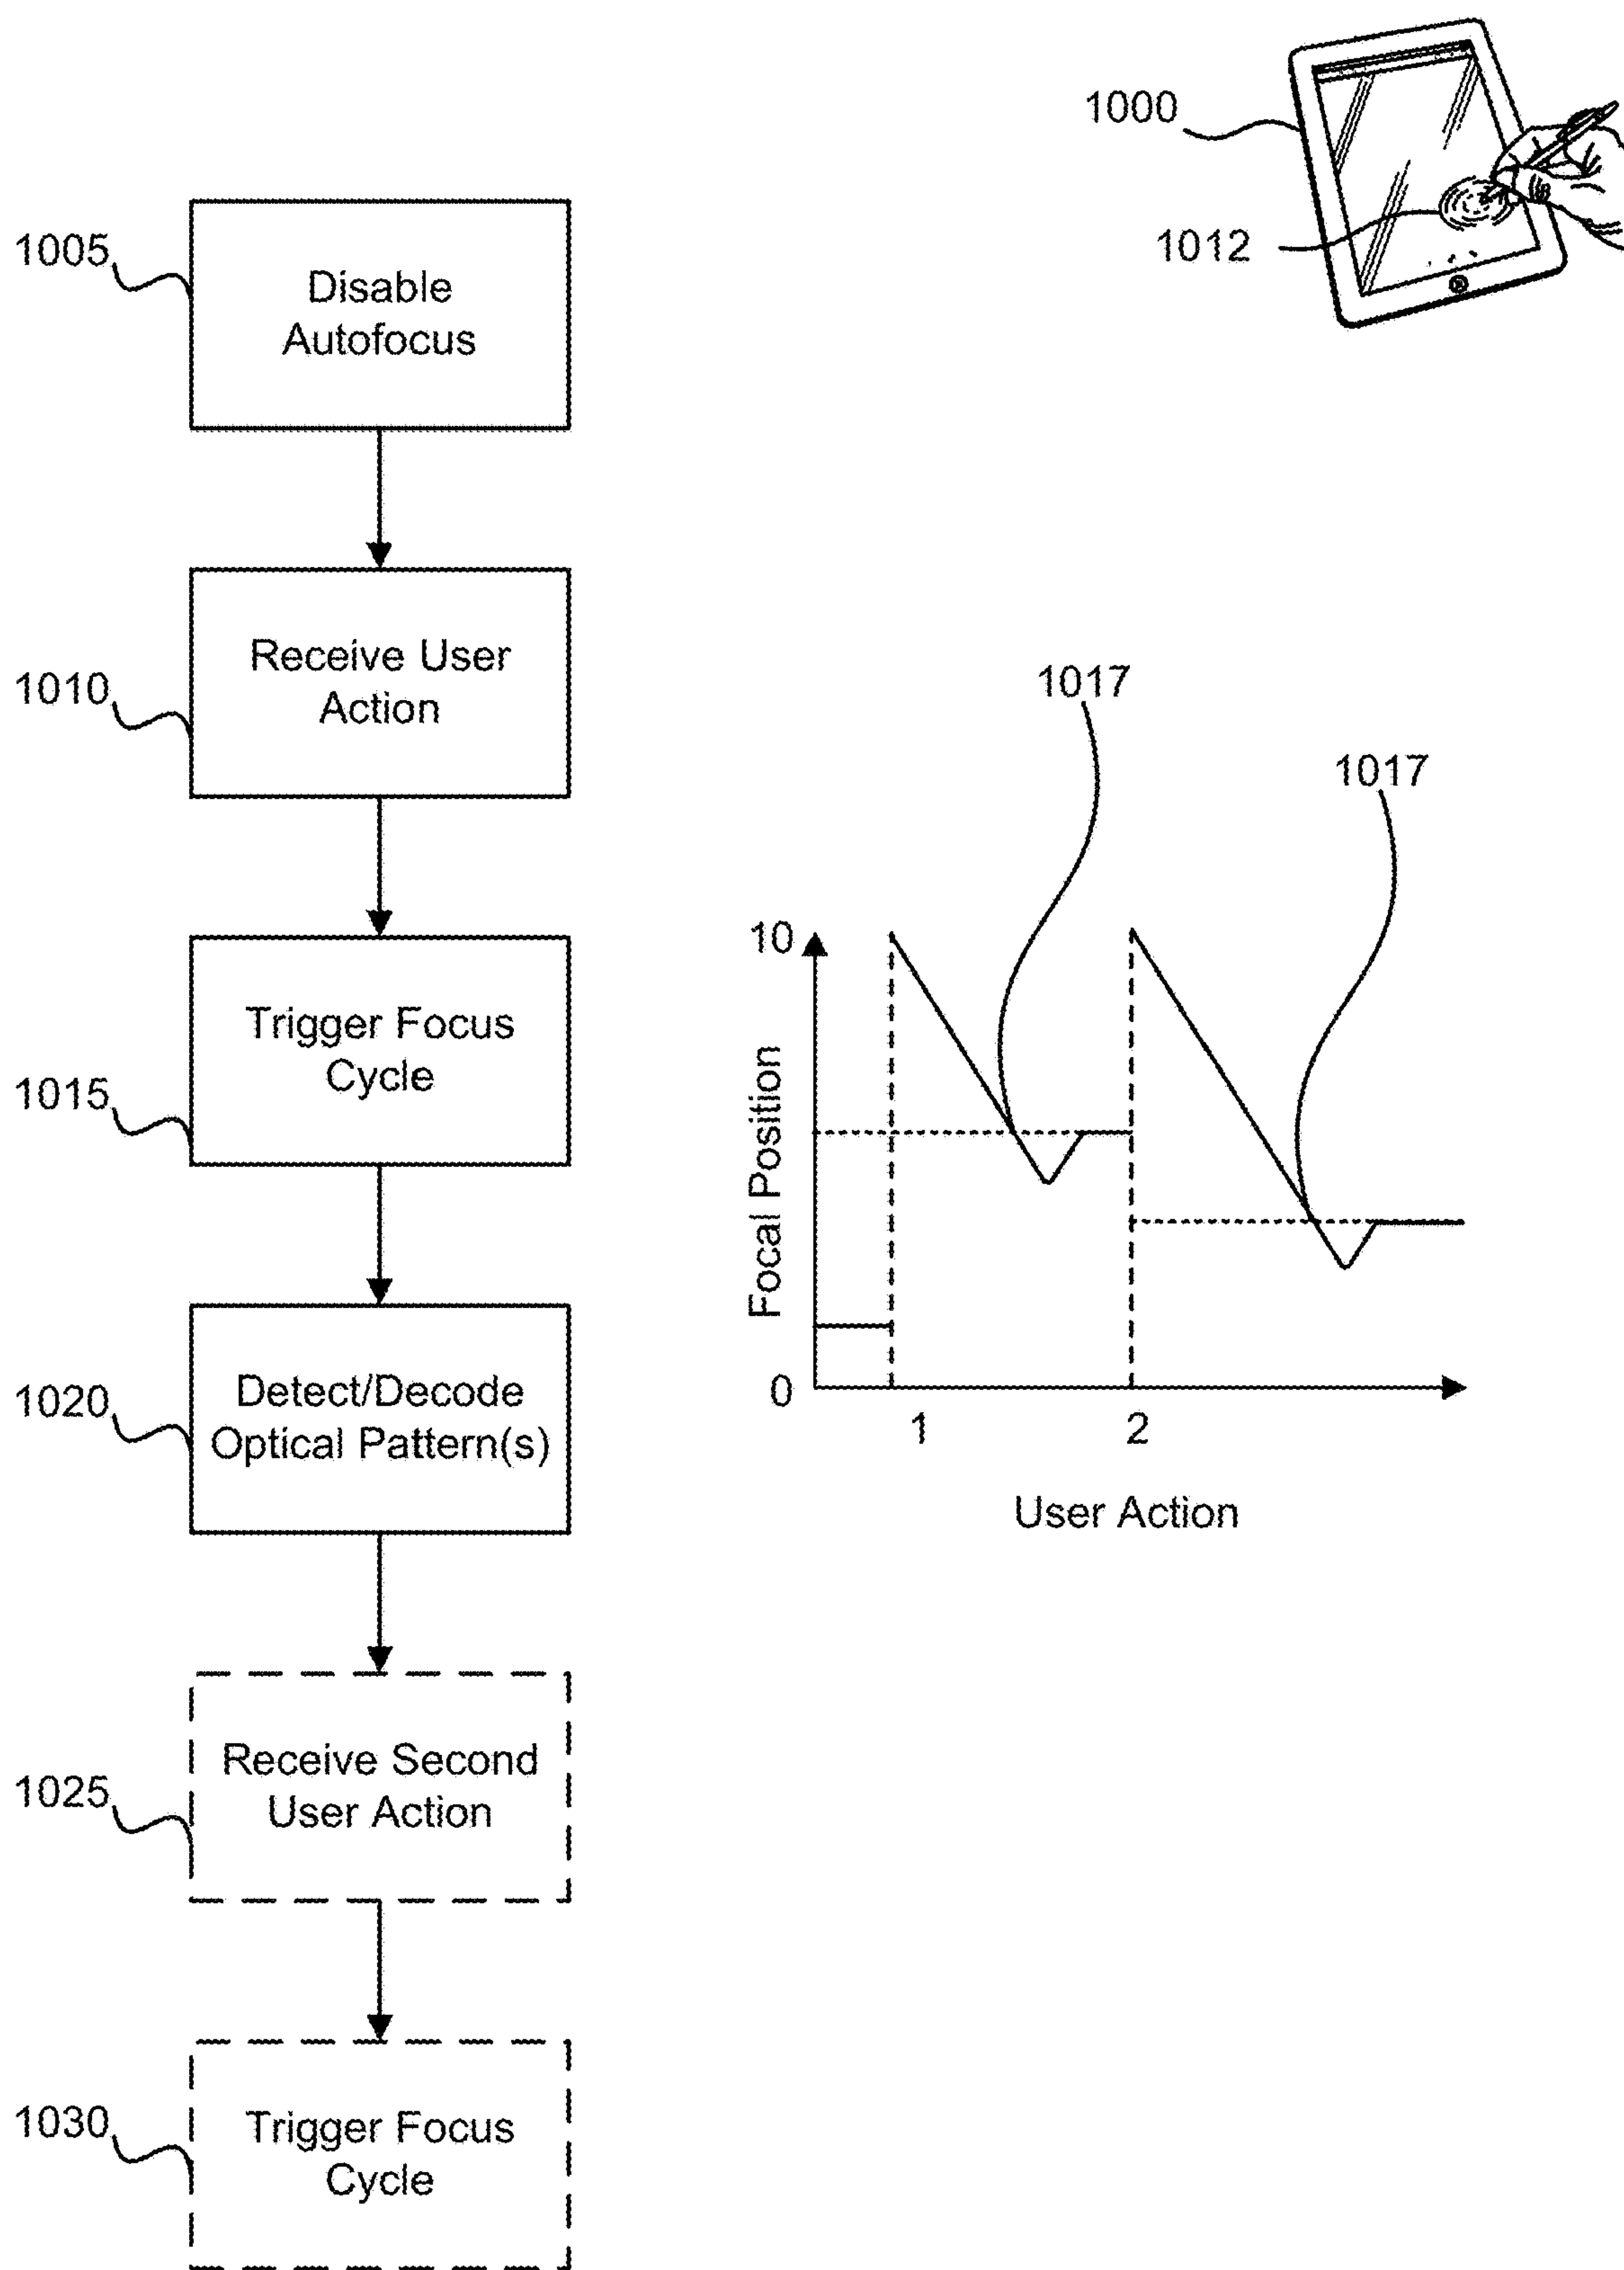 1000
1012
1005
Disable
Autofocus
1010
Receive User
Action
1015
Trigger Focus
Cycle
1020
Detect/Decode
Optical Pattern(s)
1025
Receive Second
User Action
1030
Trigger Focus
Cycle
1017
1017
10
Focal Position
0
1
2
User Action